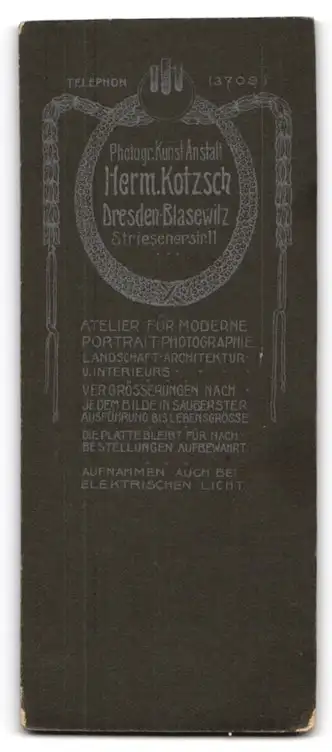 TELEPHON 13709
Photogr. Kunst Anstalt
Herm. Kotzsch
Dresden-Blasewitz
Striesenerstr. 11
ATELIER FÜR MODERNE
PORTRAIT PHOTOGRAPHIE
LANDSCHAFT · ARCHITEKTUR
U. INTERIEURS
VERGRÖSSERUNGEN NACH
JEDEM BILDE IN SAUBERSTER
AUSFÜHRUNG BIS LEBENSGRÖSSE
DIE PLATTE BLEIBT FÜR NACH
BESTELLUNGEN AUFBEWAHRT
AUFNAHMEN AUCH BEI
ELEKTRISCHEN LICHT